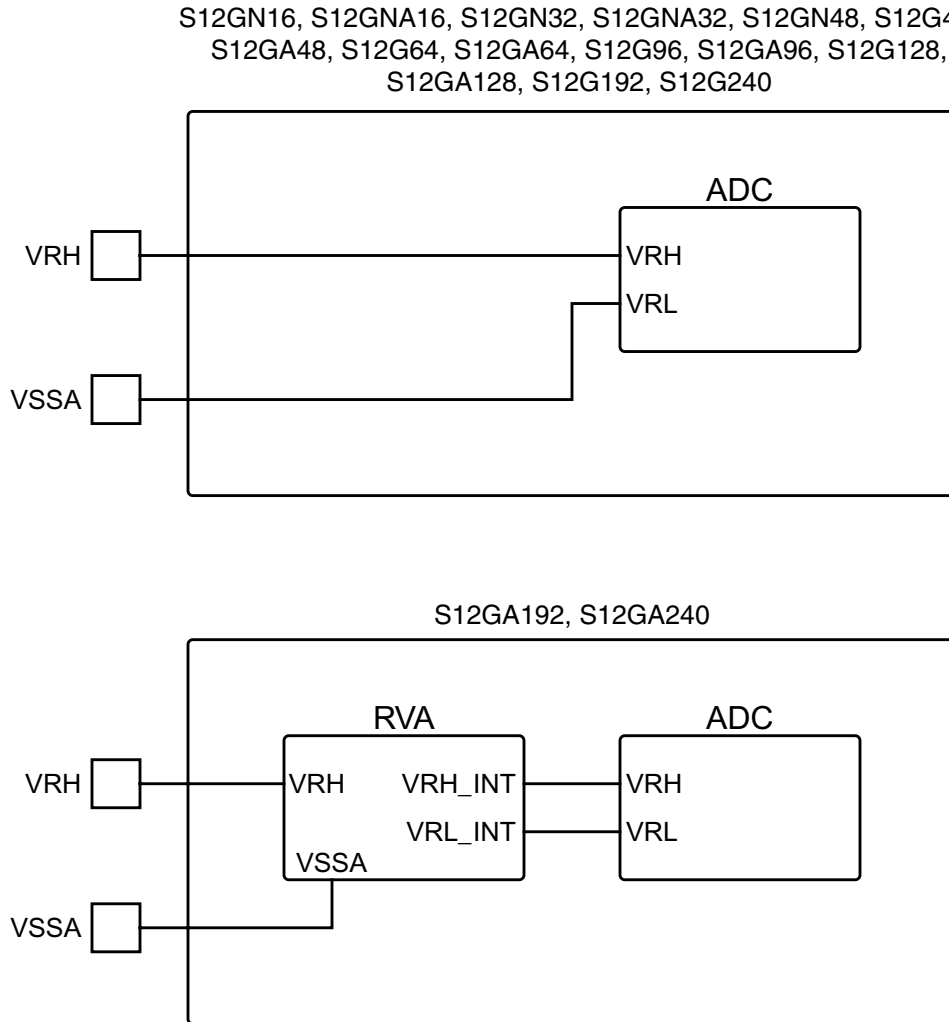 S12GN16, S12GNA16, S12GN32, S12GNA32, S12GN48,
S12GA48, S12G64, S12GA64, S12G96, S12GA96, S12G128,
S12GA128, S12G192, S12G240
ADC
VRH
VRH
VRL
VSSA
S12GA192, S12GA240
RVA
ADC
VRH
VRH
VRH_INT
VRH
VRL_INT
VRL
VSSA
VSSA